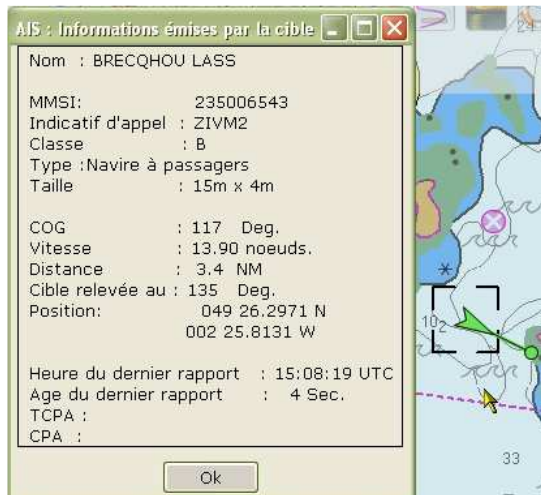 AIS : Informations émises par la cible
Nom : BRECQHOU LASS
MMSI: 235006543
Indicatif d'appel : ZIVM2
Classe : B
Type :Navire à passagers
Taille : 15m x 4m
COG : 117 Deg.
Vitesse : 13.90 noeuds.
Distance : 3.4 NM
Cible relevée au : 135 Deg.
Position: 049 26.2971 N
002 25.8131 W
Heure du dernier rapport : 15:08:19 UTC
Age du dernier rapport : 4 Sec.
TCPA :
CPA :
Ok
24
10 2
33